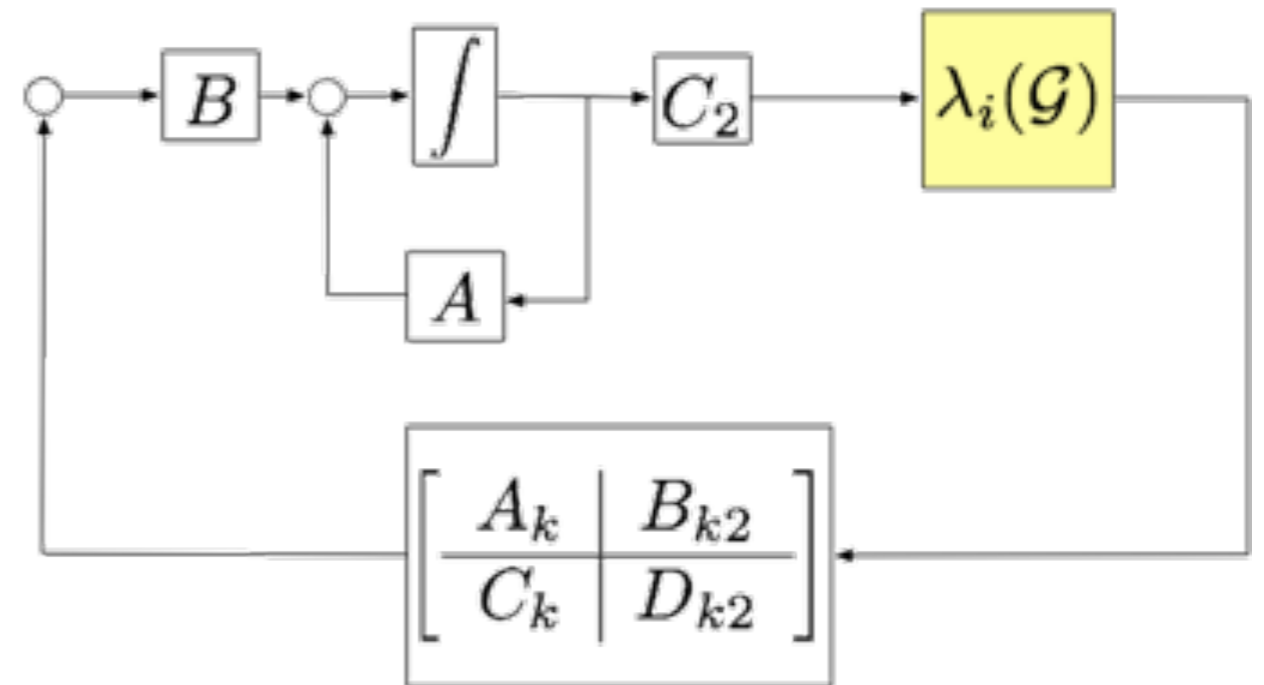 B ∫ C₂ λᵢ(𝒢)
A
Aₖ Bₖ₂
Cₖ Dₖ₂